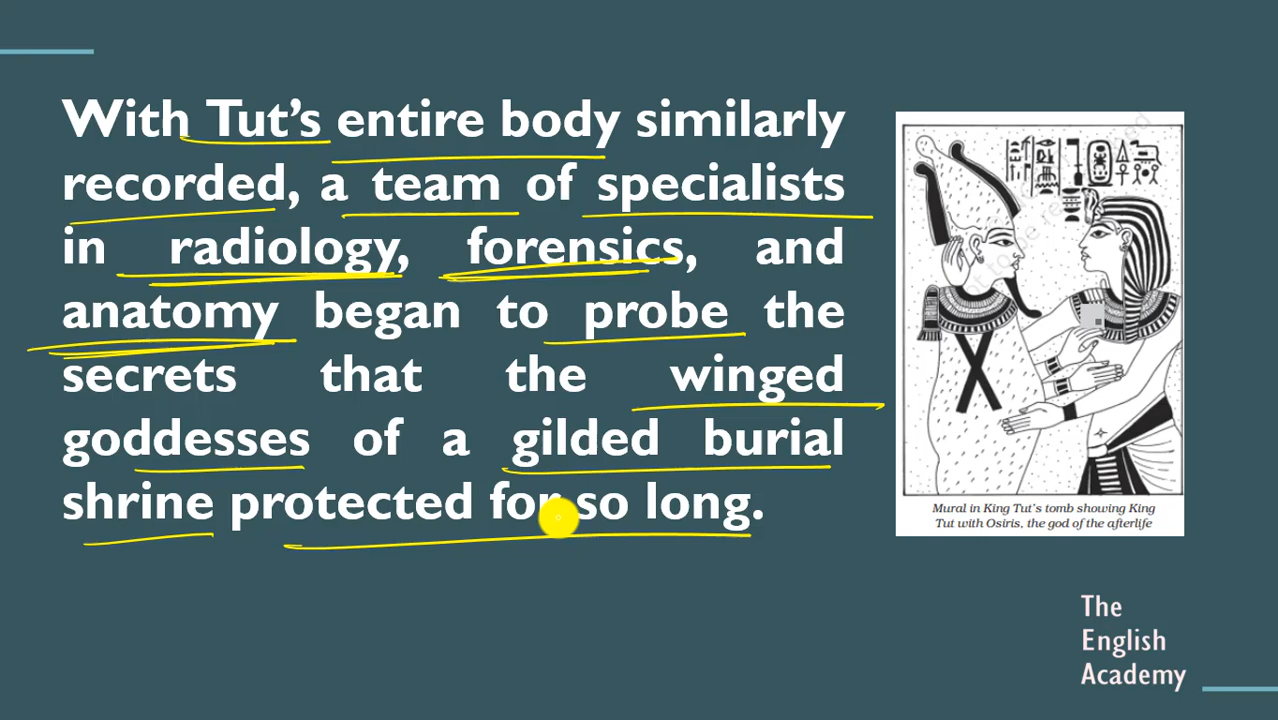 With Tut's entire body similarly
recorded, a team of specialists
in radiology, forensics, and
anatomy began to probe the
secrets that the winged
goddesses of a gilded burial
shrine protected for so long.
Mural in King Tut's tomb showing King
Tut with Osiris, the god of the afterlife
The
English
Academy